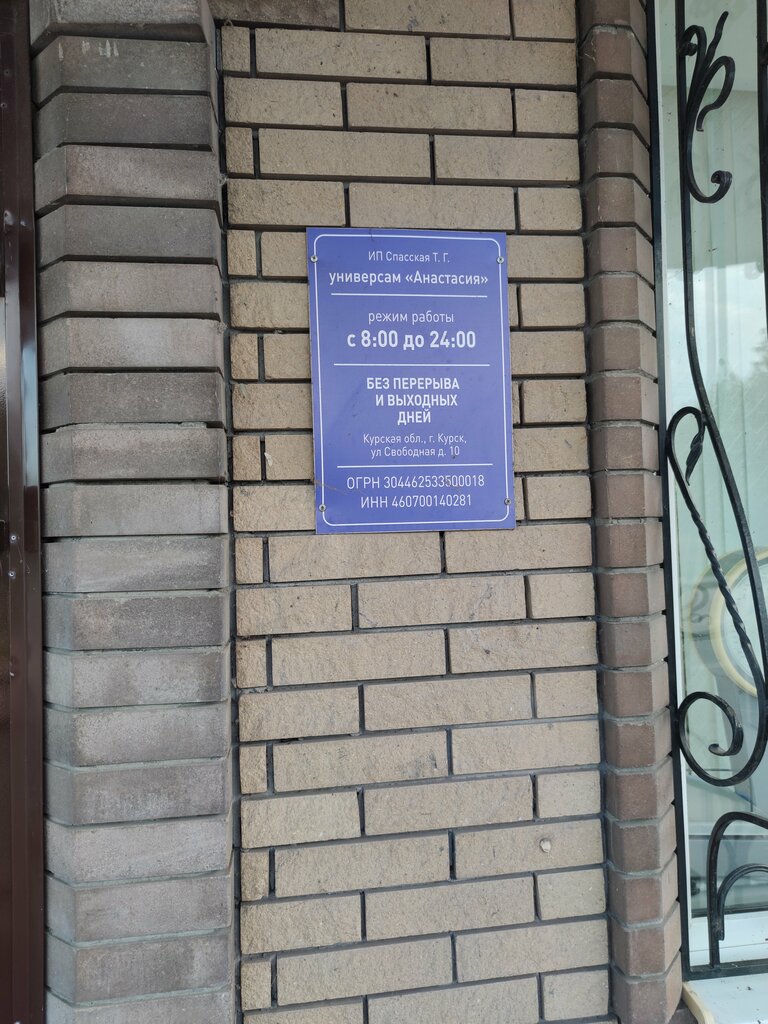 ИП Спасская Т. Г.
универсам «Анастасия»
режим работы
с 8:00 до 24:00
БЕЗ ПЕРЕРЫВА
И ВЫХОДНЫХ
ДНЕЙ
Курская обл., г. Курск,
ул Свободная д. 10
ОГРН 304462533500018
ИНН 460700140281